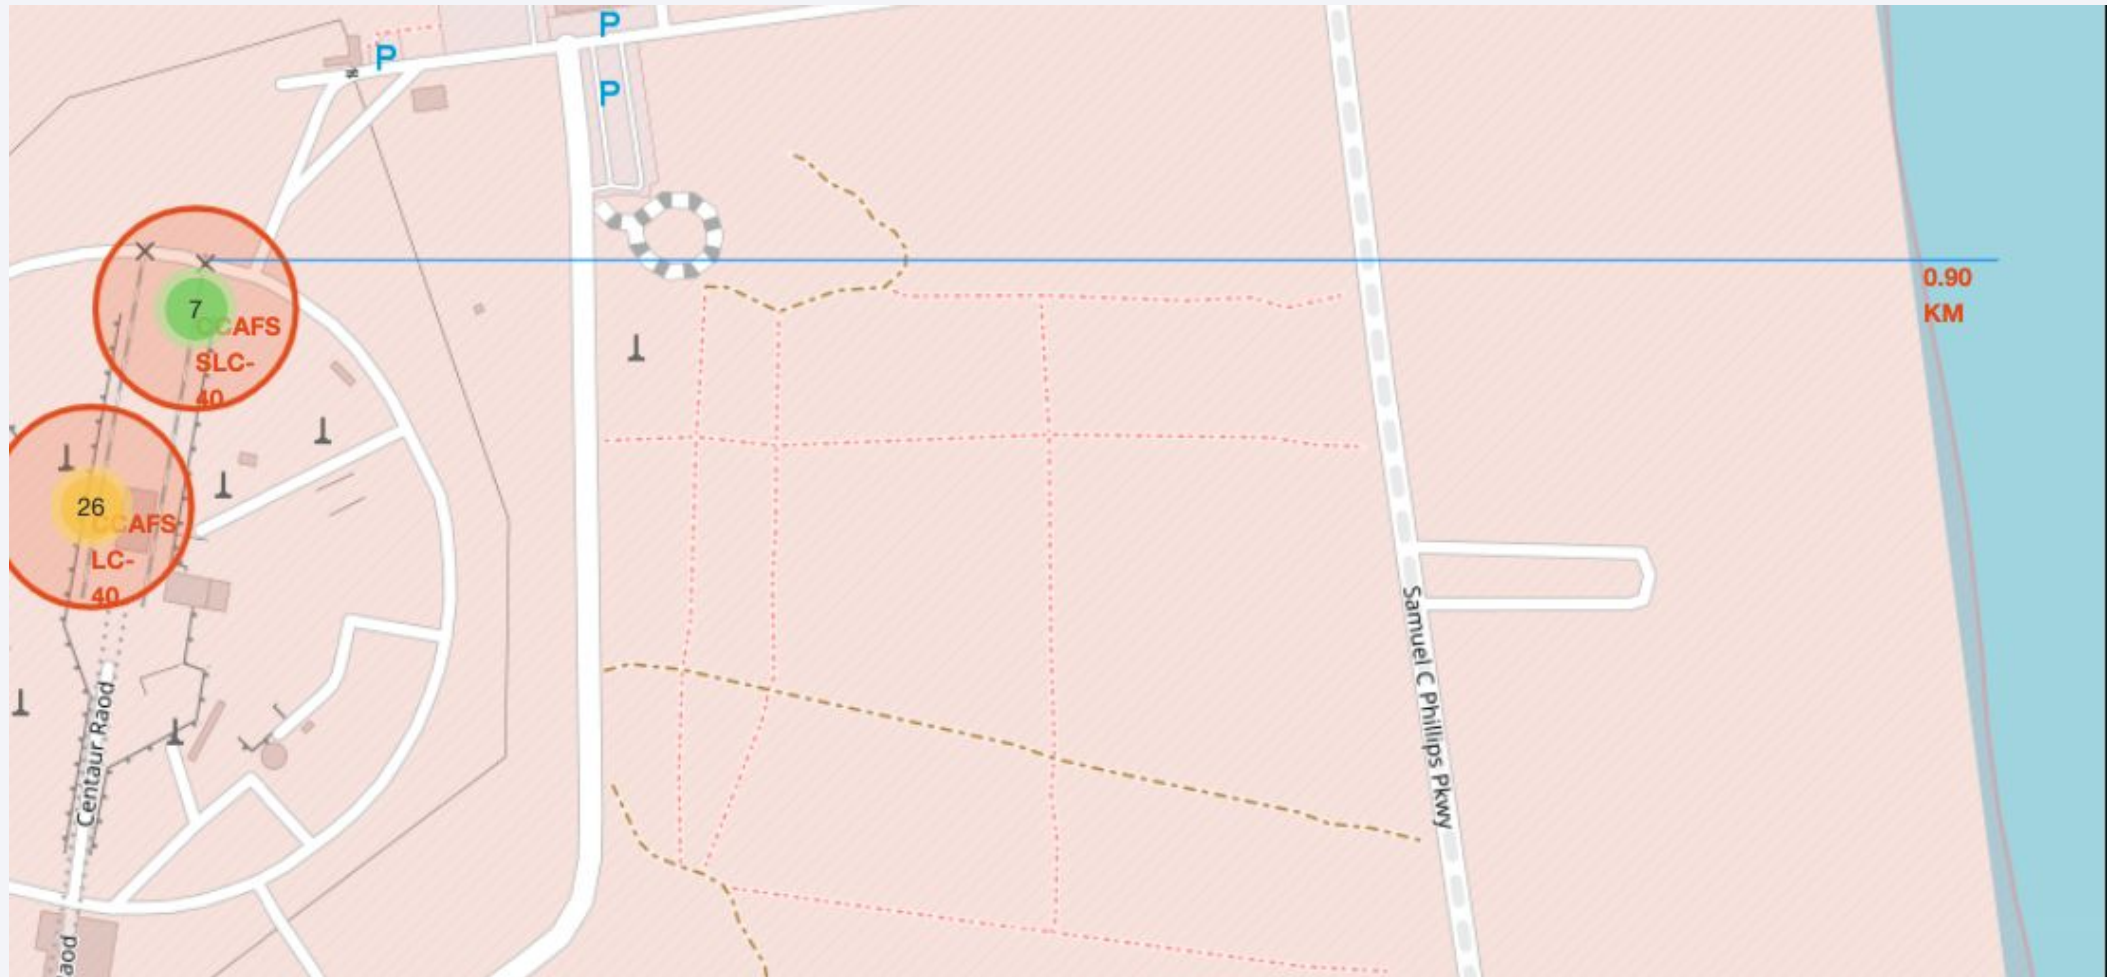 P
P
P
0.90
KM
7
CCAFS
SLC-
40
26
CCAFS
LC-
40
Samuel C Phillips Pkwy
Centaur Raod
aod